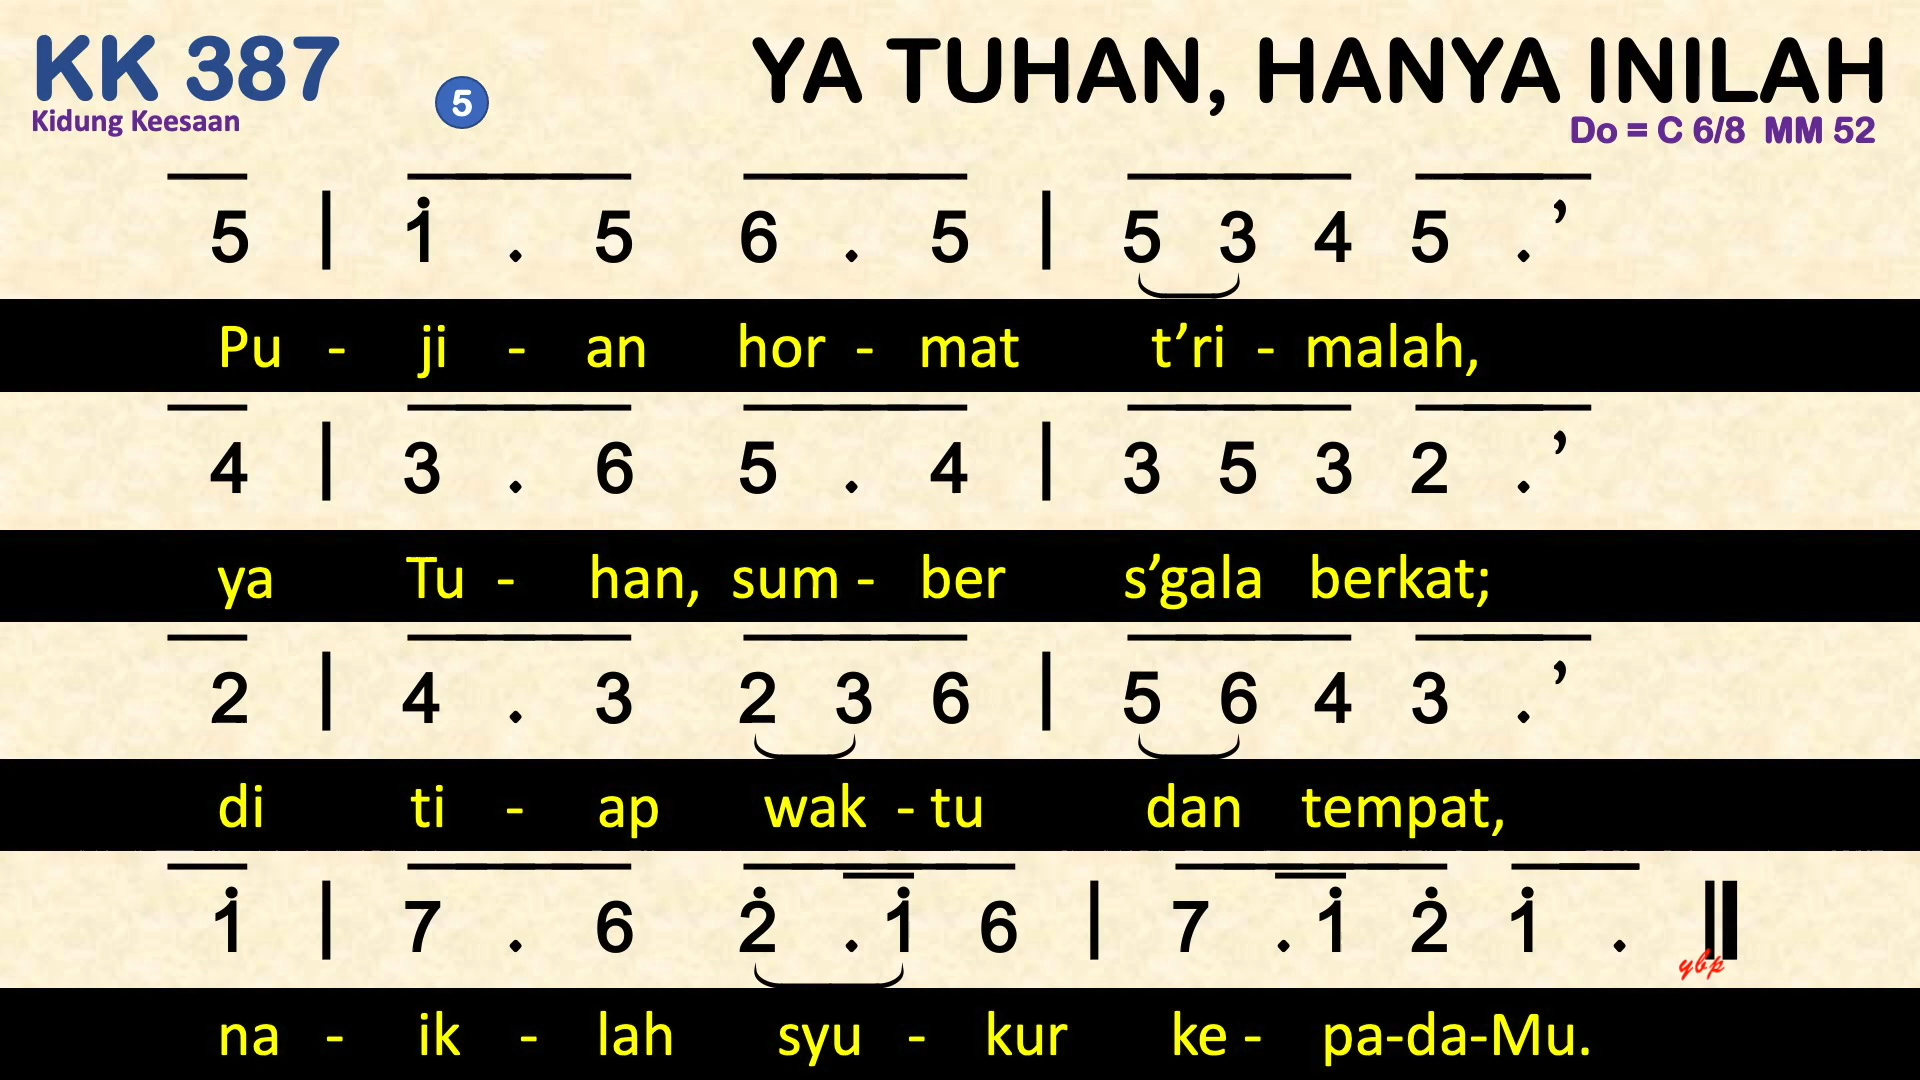 KK 387
YA TUHAN, HANYA INILAH
Kidung Keesaan
5
Do = C 6/8 MM 52
5 | 1̇ . 5 6 . 5 | 5 3 4 5 . ’
Pu - ji - an hor - mat t’ri - malah,
4 | 3 . 6 5 . 4 | 3 5 3 2 . ’
ya Tu - han, sum - ber s’gala berkat;
2 | 4 . 3 2 3 6 | 5 6 4 3 . ’
di ti - ap wak - tu dan tempat,
1̇ | 7 . 6 2̇ . 1̇ 6 | 7 . 1̇ 2̇ 1̇ . ||
ybp
na - ik - lah syu - kur ke - pa-da-Mu.